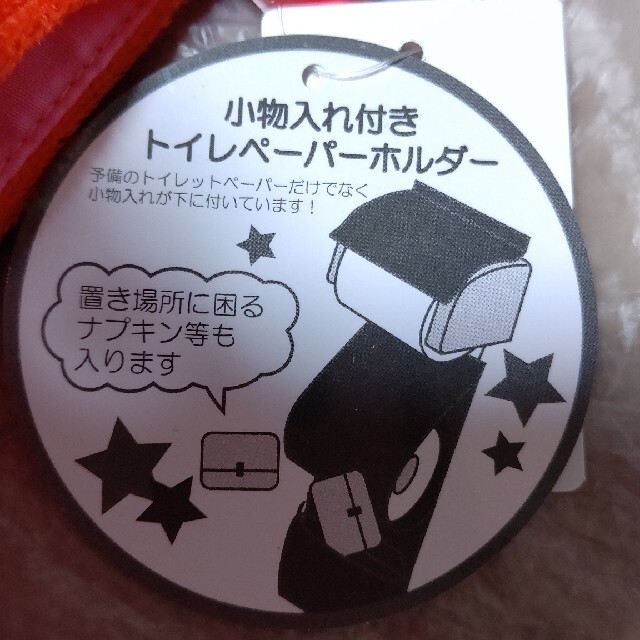 小物入れ付き
トイレペーパーホルダー
予備のトイレットペーパーだけでなく
小物入れが下に付いています！
置き場所に困る
ナプキン等も
入ります